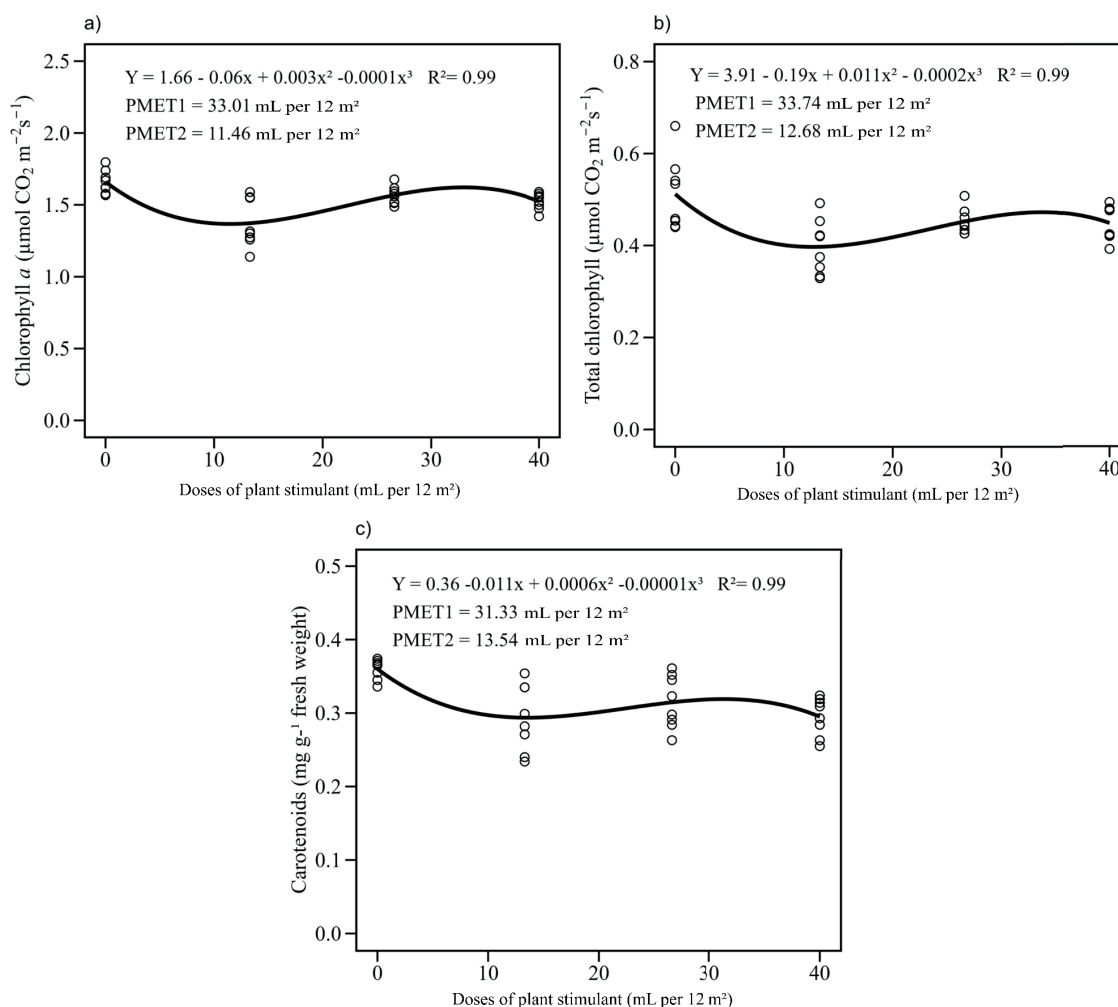 a)
Y = 1.66 - 0.06x + 0.003x² -0.0001x³ R²= 0.99
PMET1 = 33.01 mL per 12 m²
PMET2 = 11.46 mL per 12 m²
Chlorophyll a (µmol CO₂ m⁻²s⁻¹)
2.5
2.0
1.5
1.0
0.5
0.0
0 10 20 30 40
Doses of plant stimulant (mL per 12 m²)
b)
Y = 3.91 - 0.19x + 0.011x² - 0.0002x³ R² = 0.99
PMET1 = 33.74 mL per 12 m²
PMET2 = 12.68 mL per 12 m²
Total chlorophyll (µmol CO₂ m⁻²s⁻¹)
0.8
0.6
0.4
0.2
0.0
0 10 20 30 40
Doses of plant stimulant (mL per 12 m²)
c)
Y = 0.36 -0.011x + 0.0006x² -0.00001x³ R²= 0.99
PMET1 = 31.33 mL per 12 m²
PMET2 = 13.54 mL per 12 m²
Carotenoids (mg g-¹ fresh weight)
0.5
0.4
0.3
0.2
0.1
0.0
0 10 20 30 40
Doses of plant stimulant (mL per 12 m²)